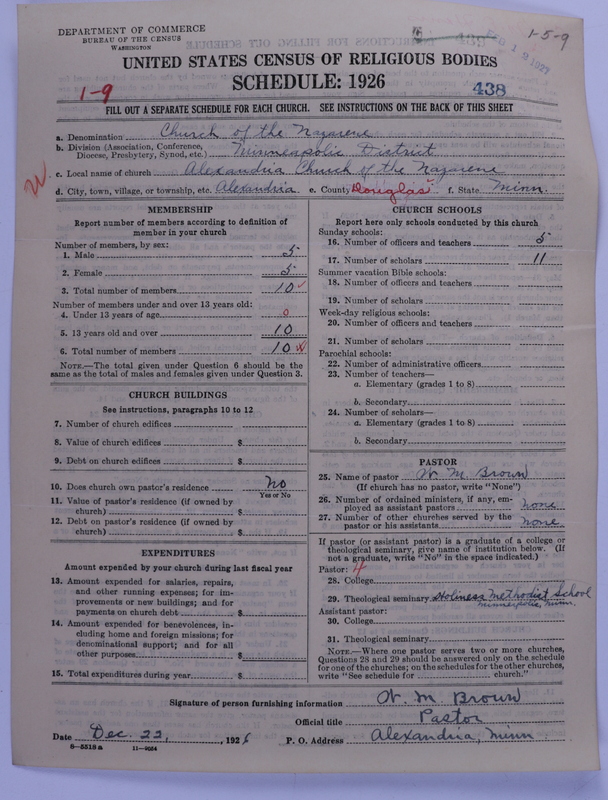 DEPARTMENT OF COMMERCE
BUREAU OF THE CENSUS
WASHINGTON
1-5-9
UNITED STATES CENSUS OF RELIGIOUS BODIES
SCHEDULE: 1926
1-9
438
FILL OUT A SEPARATE SCHEDULE FOR EACH CHURCH. SEE INSTRUCTIONS ON THE BACK OF THIS SHEET
a. Denomination Church of the Nazarene
b. Division (Association, Conference, Diocese, Presbytery, Synod, etc.) Minneapolis District
c. Local name of church Alexandria Church of the Nazarene
d. City, town, village, or township, etc. Alexandria e. County Douglas f. State Minn.
MEMBERSHIP
Report number of members according to definition of
member in your church
Number of members, by sex:
1. Male 5
2. Female 5
3. Total number of members 10
Number of members under and over 13 years old:
4. Under 13 years of age 0
5. 13 years old and over 10
6. Total number of members 10
NOTE.—The total given under Question 6 should be the
same as the total of males and females given under Question 3.
CHURCH BUILDINGS
See instructions, paragraphs 10 to 12
7. Number of church edifices
8. Value of church edifices $
9. Debt on church edifices $
10. Does church own pastor's residence No
Yes or No
11. Value of pastor's residence (if owned by
church) $
12. Debt on pastor's residence (if owned by
church) $
EXPENDITURES
Amount expended by your church during last fiscal year
13. Amount expended for salaries, repairs,
and other running expenses; for im-
provements or new buildings; and for
payments on church debt $
14. Amount expended for benevolences, in-
cluding home and foreign missions; for
denominational support; and for all
other purposes $
15. Total expenditures during year $
CHURCH SCHOOLS
Report here only schools conducted by this church
Sunday schools:
16. Number of officers and teachers 5
17. Number of scholars 11
Summer vacation Bible schools:
18. Number of officers and teachers
19. Number of scholars
Week-day religious schools:
20. Number of officers and teachers
21. Number of scholars
Parochial schools:
22. Number of administrative officers
23. Number of teachers—
a. Elementary (grades 1 to 8)
b. Secondary
24. Number of scholars—
a. Elementary (grades 1 to 8)
b. Secondary
PASTOR
25. Name of pastor W. M. Brown
(If church has no pastor, write "None")
26. Number of ordained ministers, if any, em-
ployed as assistant pastors none
27. Number of other churches served by the
pastor or his assistants none
If pastor (or assistant pastor) is a graduate of a college or
theological seminary, give name of institution below. (If
not a graduate, write "No" in the space indicated.)
Pastor: 4
28. College
29. Theological seminary Holiness Methodist School
Minneapolis, Minn.
Assistant pastor:
30. College
31. Theological seminary
NOTE.—Where one pastor serves two or more churches,
Questions 28 and 29 should be answered only on the schedule
for one of the churches; on the schedules for the other churches,
write "See schedule for church."
Signature of person furnishing information W. M. Brown
Official title Pastor
Date Dec. 22, 1926 P. O. Address Alexandria, Minn
8-5518 a 11-9054